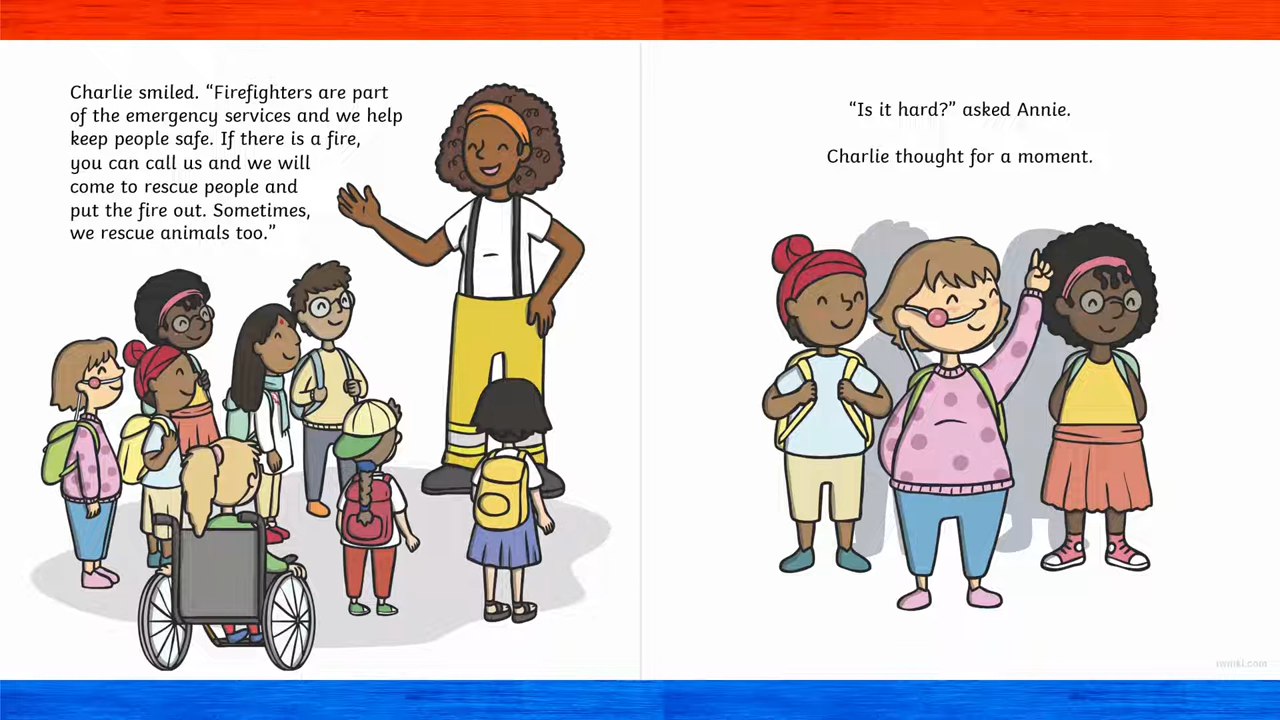 Charlie smiled. “Firefighters are part
of the emergency services and we help
keep people safe. If there is a fire,
you can call us and we will
come to rescue people and
put the fire out. Sometimes,
we rescue animals too.”
“Is it hard?” asked Annie.
Charlie thought for a moment.